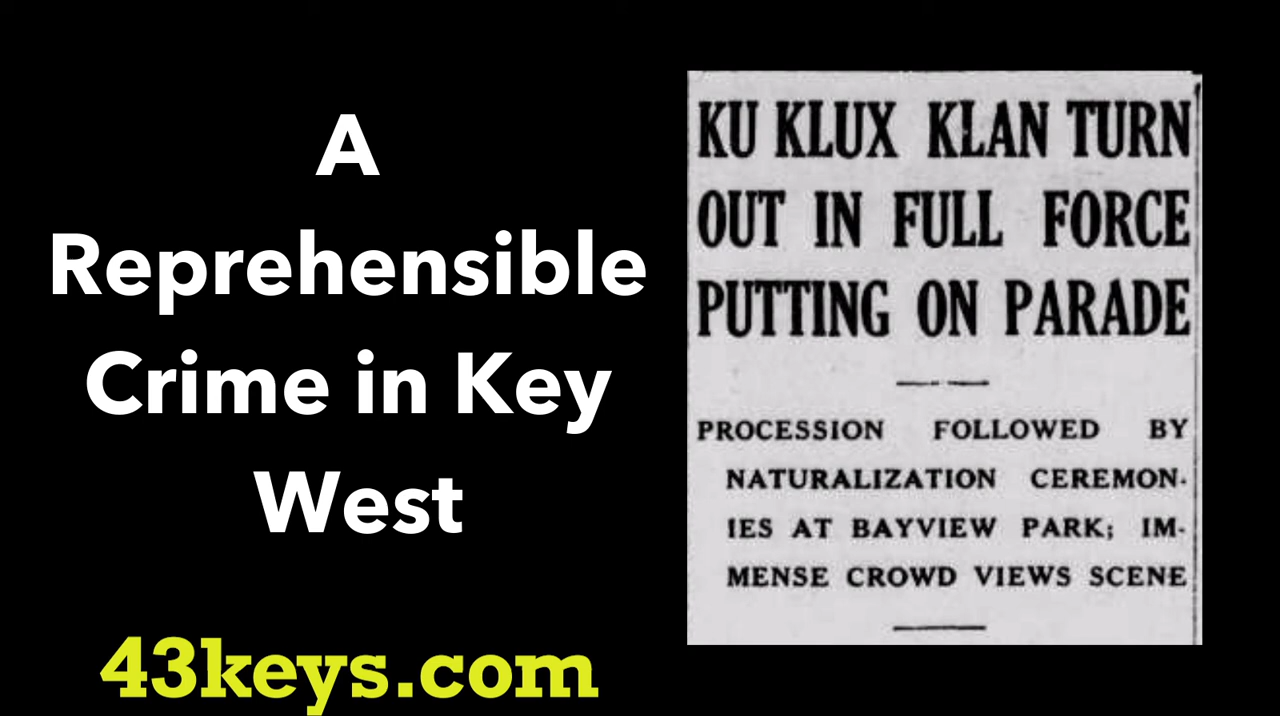 A
Reprehensible
Crime in Key
West
43keys.com
KU KLUX KLAN TURN
OUT IN FULL FORCE
PUTTING ON PARADE
PROCESSION FOLLOWED BY
NATURALIZATION CEREMON-
IES AT BAYVIEW PARK; IM-
MENSE CROWD VIEWS SCENE